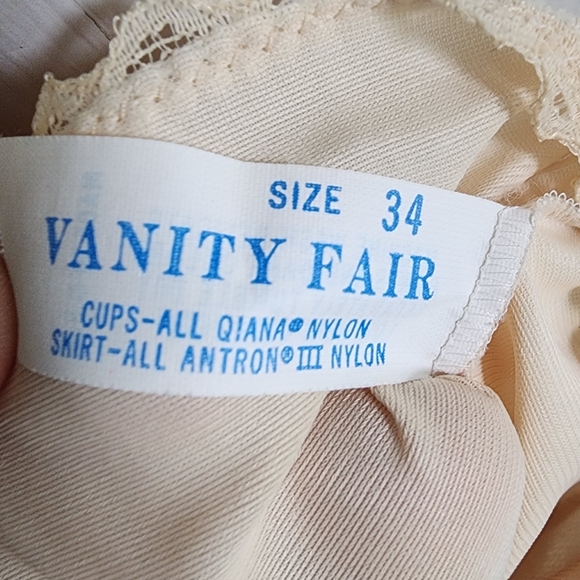 SIZE 34
VANITY FAIR
CUPS-ALL QIANA® NYLON
SKIRT-ALL ANTRON® III NYLON